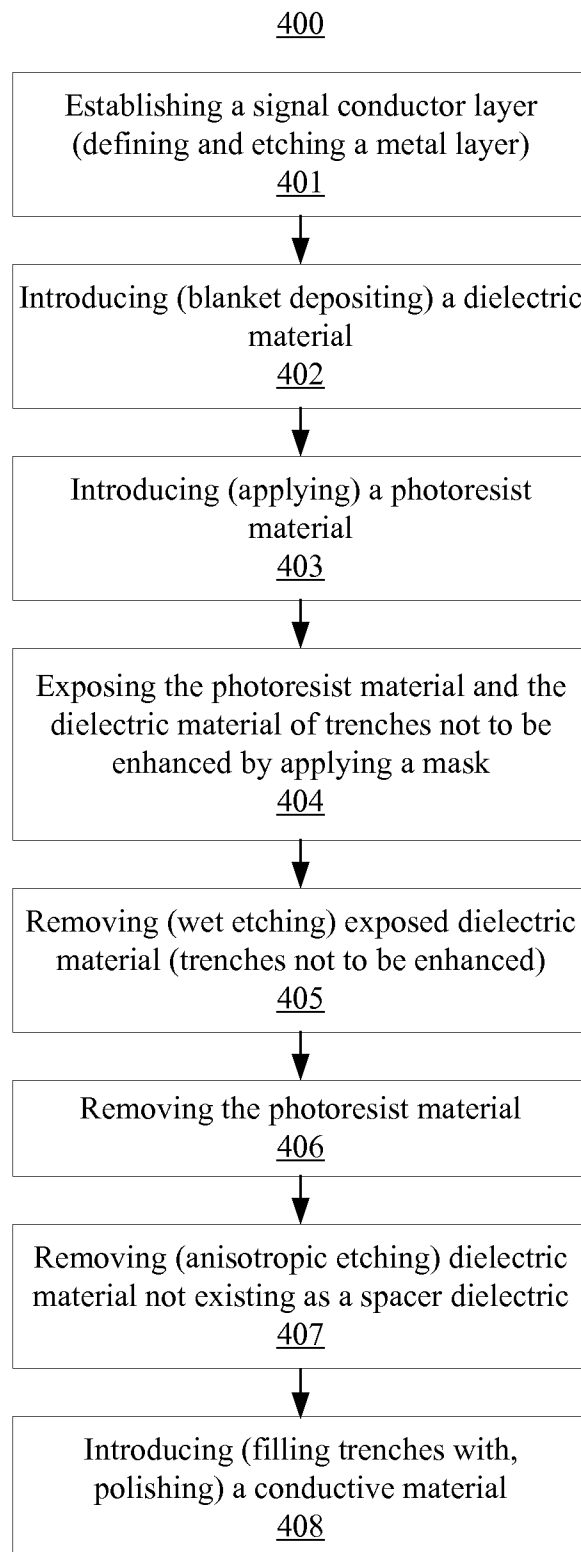 400
Establishing a signal conductor layer
(defining and etching a metal layer)
401
Introducing (blanket depositing) a dielectric
material
402
Introducing (applying) a photoresist
material
403
Exposing the photoresist material and the
dielectric material of trenches not to be
enhanced by applying a mask
404
Removing (wet etching) exposed dielectric
material (trenches not to be enhanced)
405
Removing the photoresist material
406
Removing (anisotropic etching) dielectric
material not existing as a spacer dielectric
407
Introducing (filling trenches with,
polishing) a conductive material
408